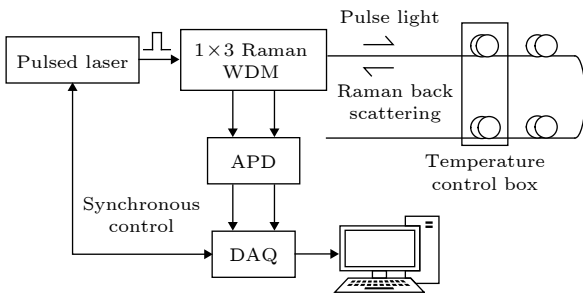 Pulse light
Pulsed laser
1×3 Raman
WDM
Raman back
scattering
APD
Temperature
control box
Synchronous
control
DAQ